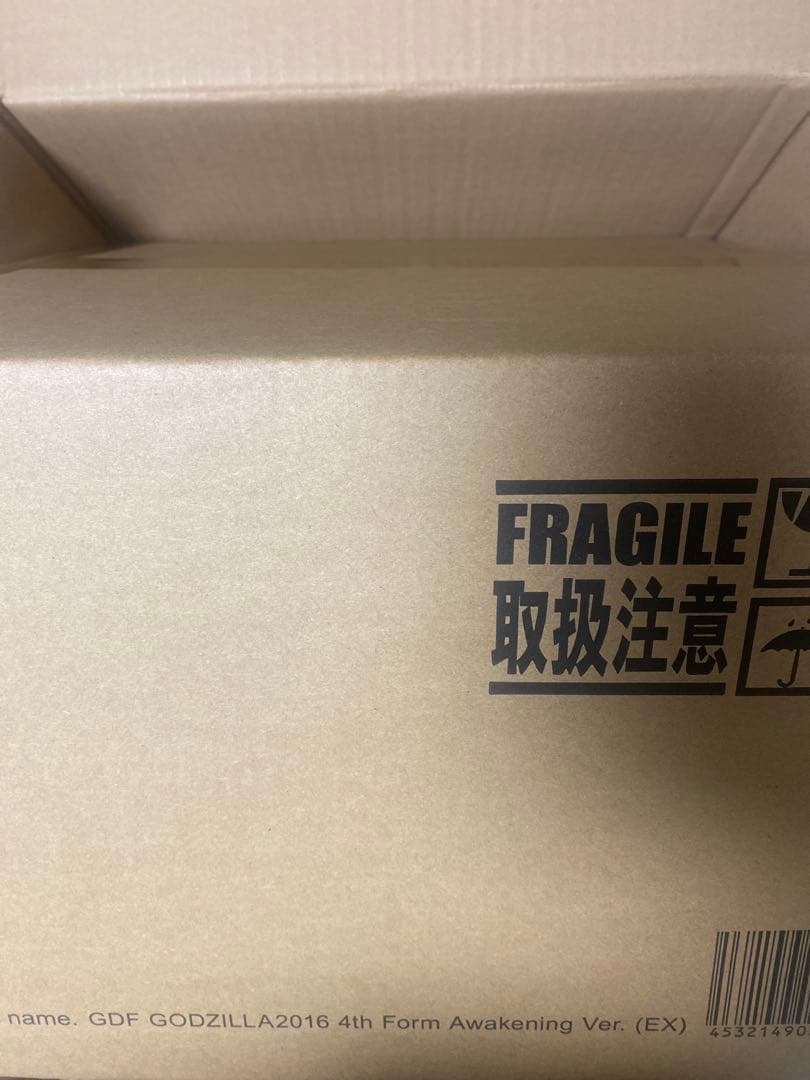 FRAGILE
取扱注意
name. GDF GODZILLA2016 4th Form Awakening Ver. (EX)
45321490